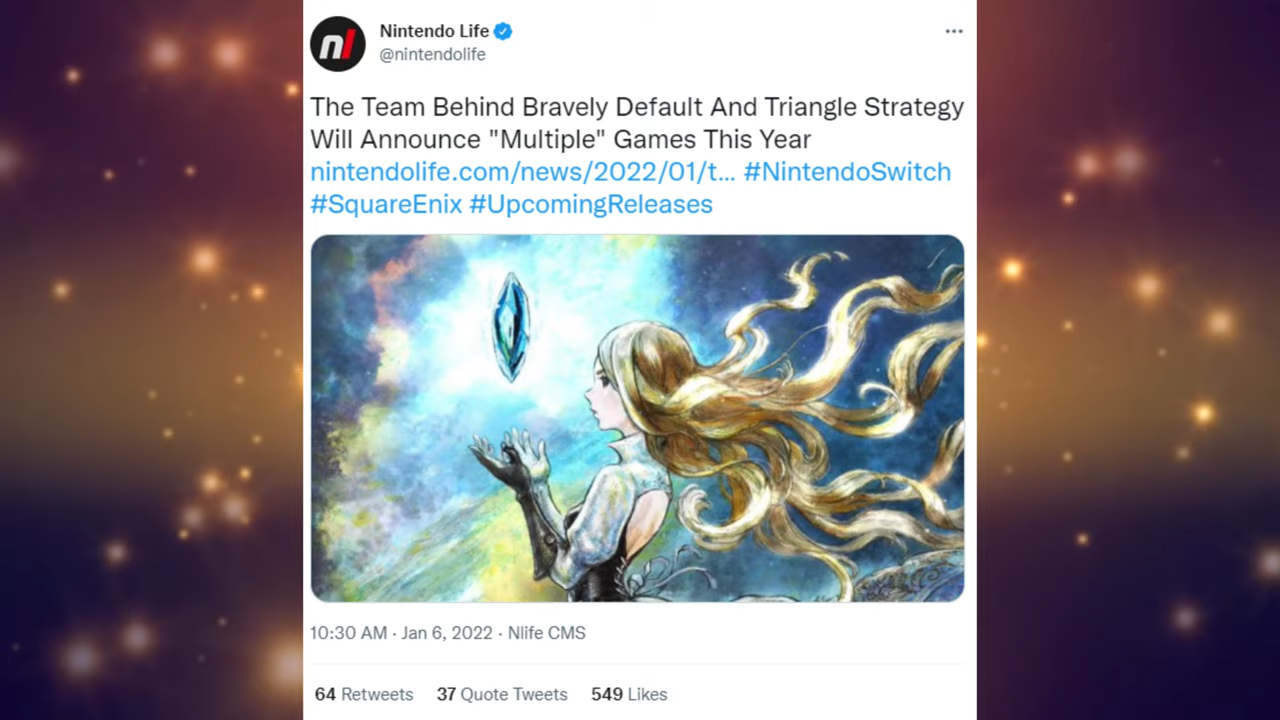 Nintendo Life
@nintendolife
The Team Behind Bravely Default And Triangle Strategy
Will Announce "Multiple" Games This Year
nintendolife.com/news/2022/01/t... #NintendoSwitch
#SquareEnix #UpcomingReleases
10:30 AM · Jan 6, 2022 · Nlife CMS
64 Retweets 37 Quote Tweets 549 Likes